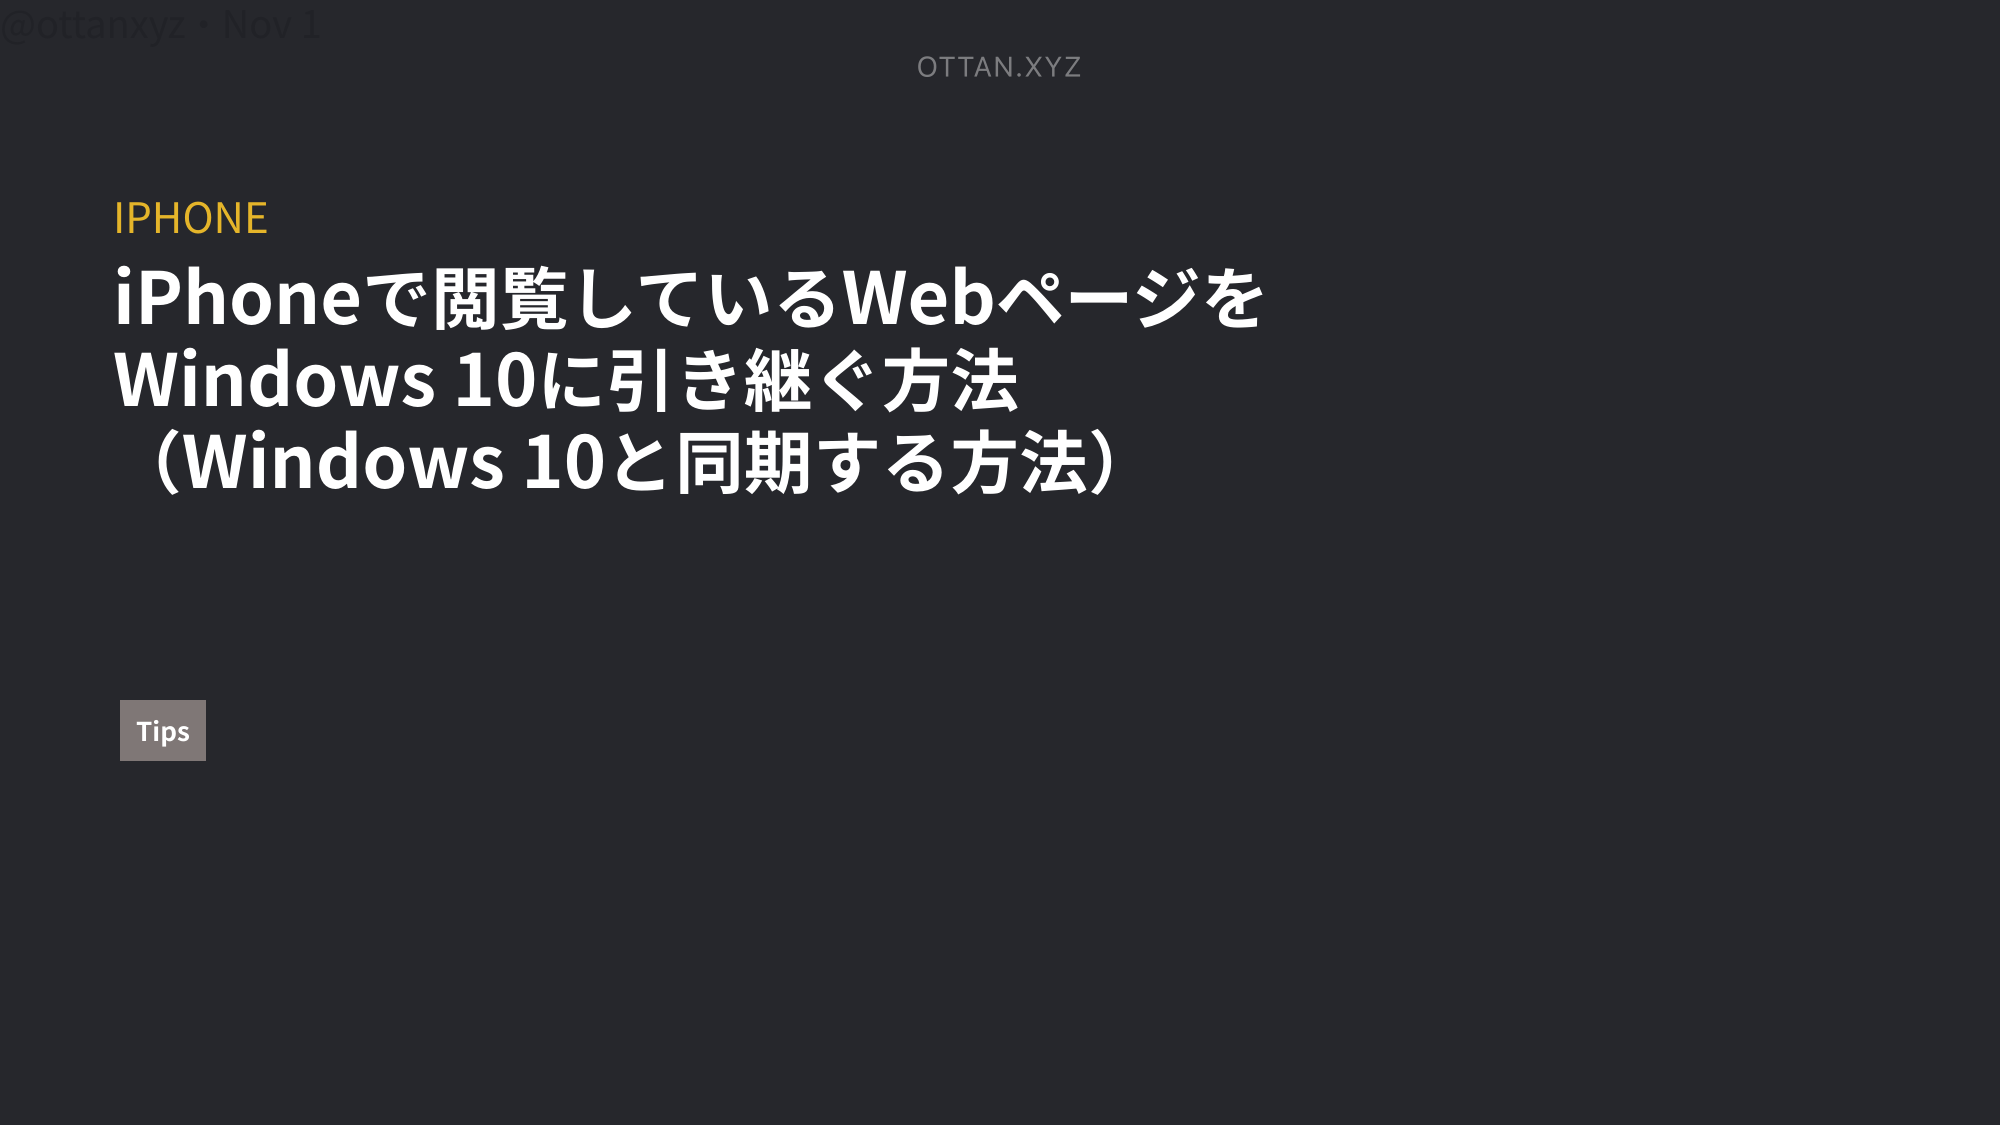 @ottanxyz・Nov 1
OTTAN.XYZ
IPHONE
iPhoneで閲覧しているWebページを
Windows 10に引き継ぐ方法
（Windows 10と同期する方法）
Tips